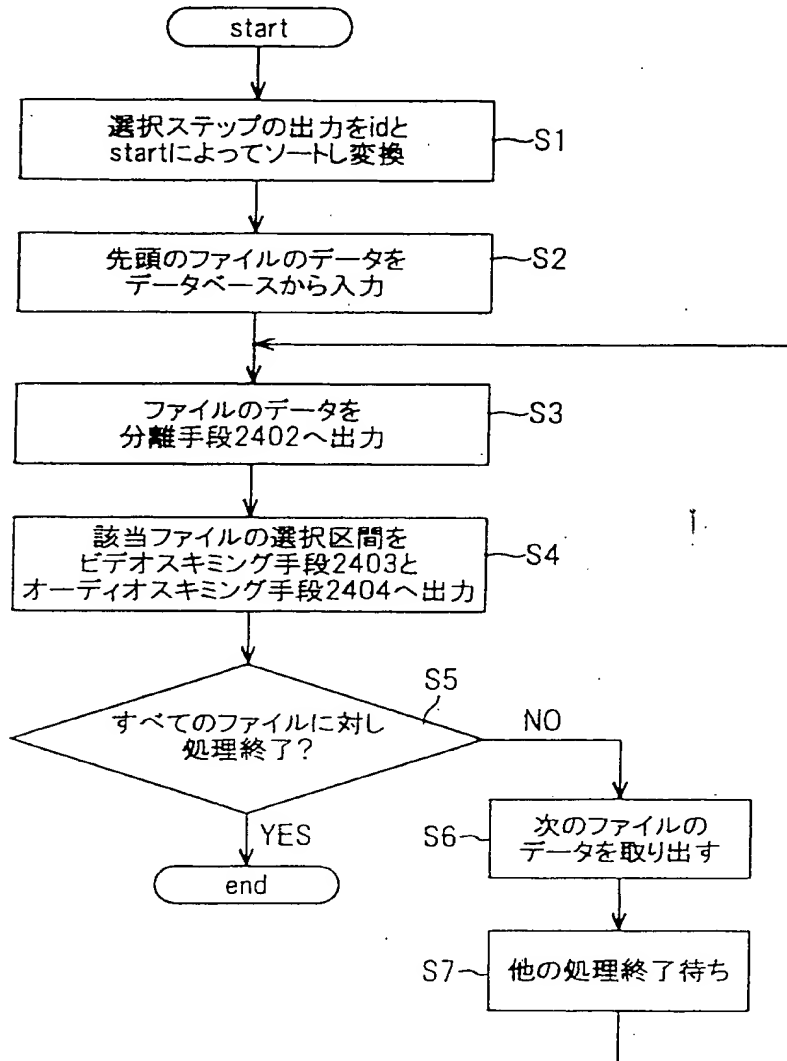 start
選択ステップの出力をidと
startによってソートし変換
S1
先頭のファイルのデータを
データベースから入力
S2
ファイルのデータを
分離手段2402へ出力
S3
該当ファイルの選択区間を
ビデオスキミング手段2403と
オーディオスキミング手段2404へ出力
S4
すべてのファイルに対し
処理終了?
S5
NO
YES
end
S6
次のファイルの
データを取り出す
S7
他の処理終了待ち